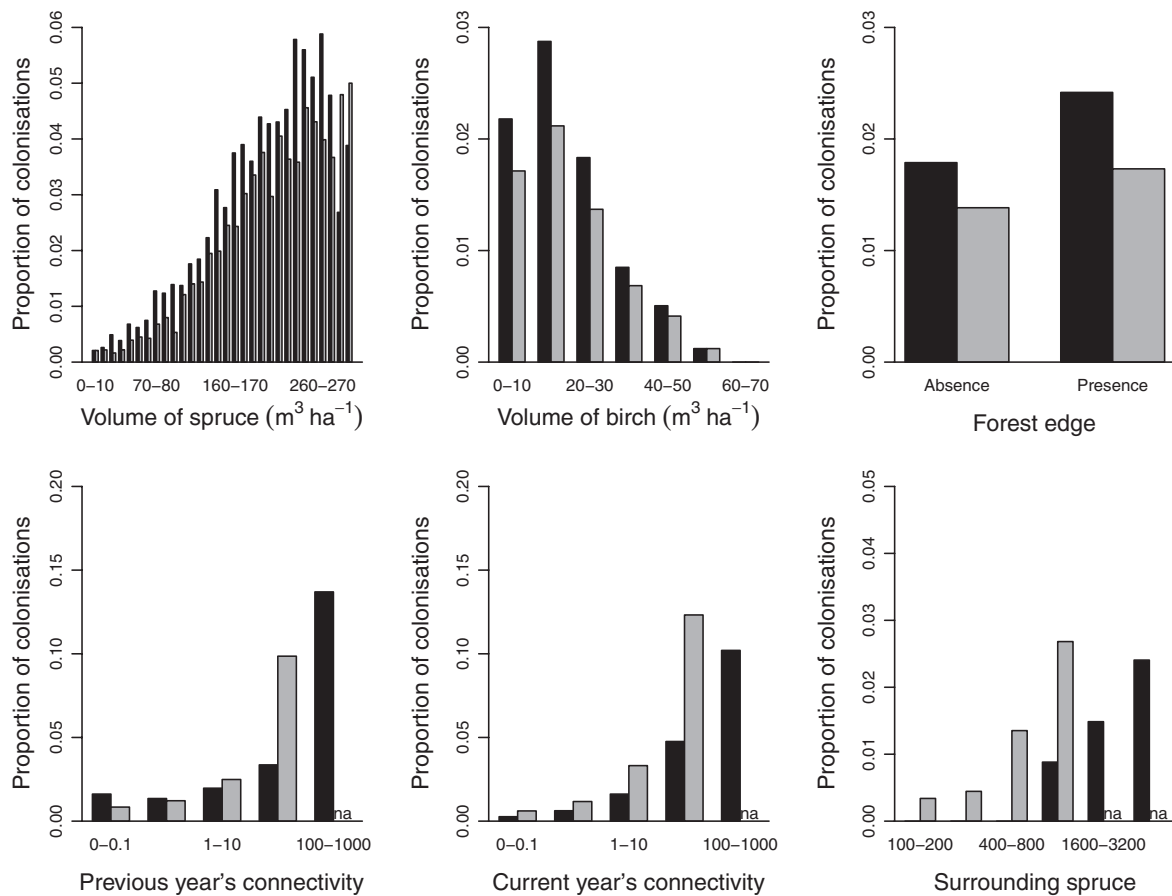 Proportion of colonisations
0.00 0.01 0.02 0.03 0.04 0.05 0.06
0–10 70–80 160–170 260–270
Volume of spruce (m³ ha⁻¹)
Proportion of colonisations
0.00 0.01 0.02 0.03
0–10 20–30 40–50 60–70
Volume of birch (m³ ha⁻¹)
Proportion of colonisations
0.00 0.01 0.02 0.03
Absence Presence
Forest edge
Proportion of colonisations
0.00 0.05 0.10 0.15 0.20
na
0–0.1 1–10 100–1000
Previous year's connectivity
Proportion of colonisations
0.00 0.05 0.10 0.15 0.20
na
0–0.1 1–10 100–1000
Current year's connectivity
Proportion of colonisations
0.00 0.01 0.02 0.03 0.04 0.05
na na
100–200 400–800 1600–3200
Surrounding spruce